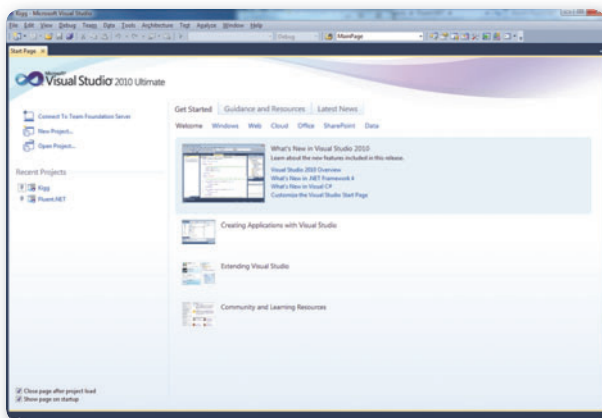 Kigg - Microsoft Visual Studio
File Edit View Debug Team Data Tools Architecture Test Analyze Window Help
Debug MainPage
Start Page
Microsoft
Visual Studio 2010 Ultimate
Get Started Guidance and Resources Latest News
Welcome Windows Web Cloud Office SharePoint Data
Connect To Team Foundation Server
New Project...
Open Project...
What's New in Visual Studio 2010
Learn about the new features included in this release.
Visual Studio 2010 Overview
What's New in .NET Framework 4
What's New in Visual C#
Customize the Visual Studio Start Page
Recent Projects
Kigg
Fluent.NET
Creating Applications with Visual Studio
Extending Visual Studio
Community and Learning Resources
Close page after project load
Show page on startup